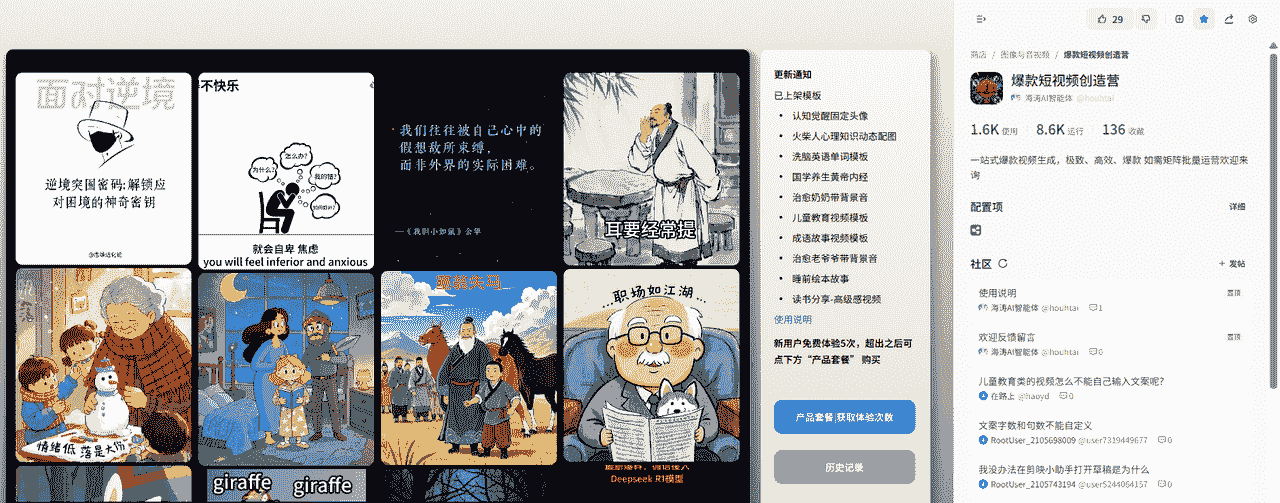 面对逆境
逆境突围密码:解锁应
对困境的神奇密钥
不快乐
怎么办?
为什么?
我的错?
就会自卑 焦虑
you will feel inferior and anxious
我们往往被自己心中的
假想敌所束缚,
而非外界的实际困难。
—《我胆小如鼠》余华
耳要经常提
情绪低 落是大伤
职场如江湖
giraffe
giraffe
最新爆料，微信接入
Deepseek R1模型
更新通知
已上架模板
• 认知觉醒固定头像
• 火柴人心理知识动态配图
• 洗脑英语单词模板
• 国学养生黄帝内经
• 治愈奶奶带背景音
• 儿童教育视频模板
• 成语故事视频模板
• 治愈老爷爷带背景音
• 睡前绘本故事
• 读书分享-高级感视频
使用说明
新用户免费体验5次，超出之后可
点下方“产品套餐” 购买
产品套餐|获取体验次数
历史记录
29
商店 / 图像与音视频 / 爆款短视频创造营
爆款短视频创造营
海涛AI智能体 @houhtai
1.6K 使用 8.6K 运行 136 收藏
一站式爆款视频生成，极致、高效、爆款 如需矩阵批量运营欢迎来
询
配置项 详细
社区 + 发帖
使用说明 置顶
海涛AI智能体 @houhtai 1
欢迎反馈留言 置顶
海涛AI智能体 @houhtai 0
儿童教育类的视频怎么不能自己输入文案呢?
在路上 @haoyd 0
文案字数和句数不能自定义
RootUser_2105698009 @user7319449677 0
我没办法在剪映小助手打开草稿是为什么
RootUser_2105743194 @user5244064157 0